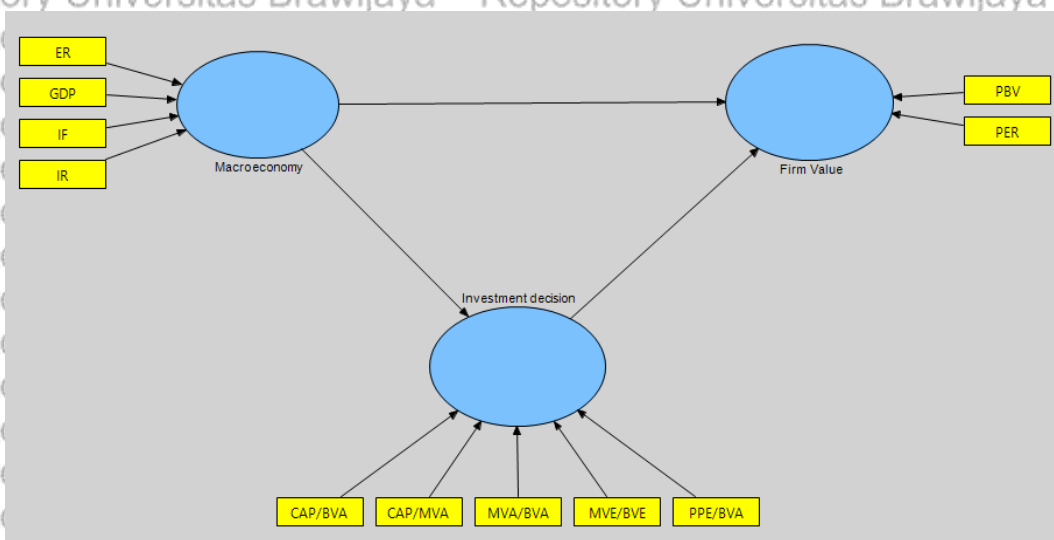 ory Universitas Brawijaya Repository Universitas Brawijaya
ER
GDP
IF
IR
Macroeconomy
PBV
PER
Firm Value
Investment decision
CAP/BVA CAP/MVA MVA/BVA MVE/BVE PPE/BVA